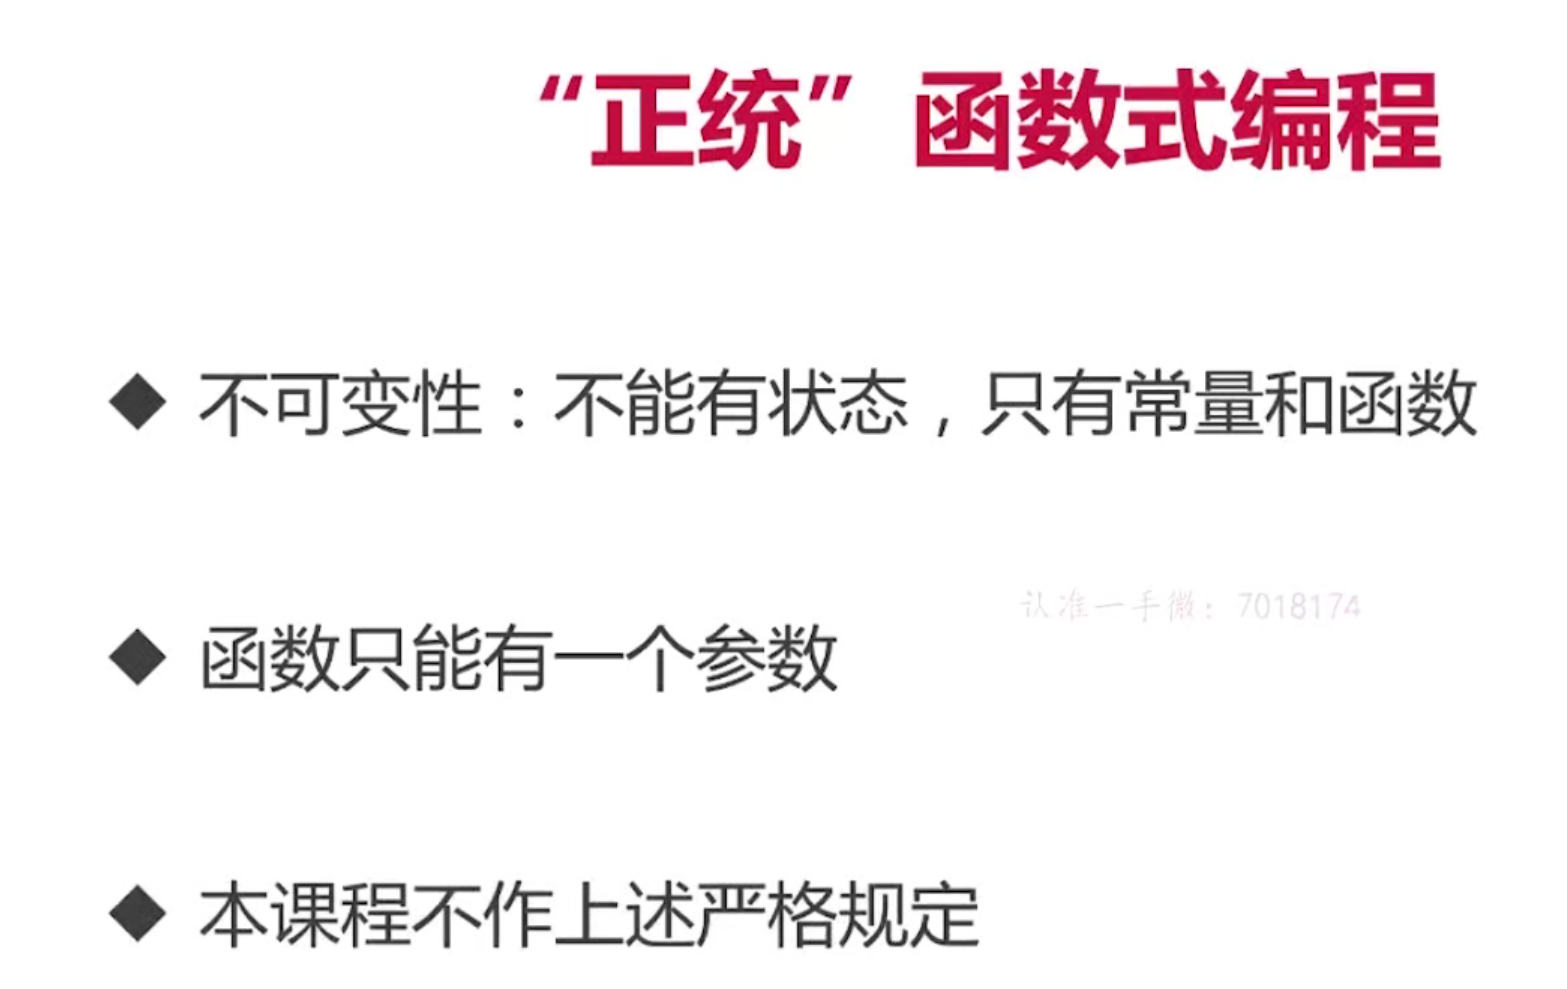 “正统”函数式编程
◆ 不可变性：不能有状态，只有常量和函数
认准一手微：7018174
◆ 函数只能有一个参数
◆ 本课程不作上述严格规定